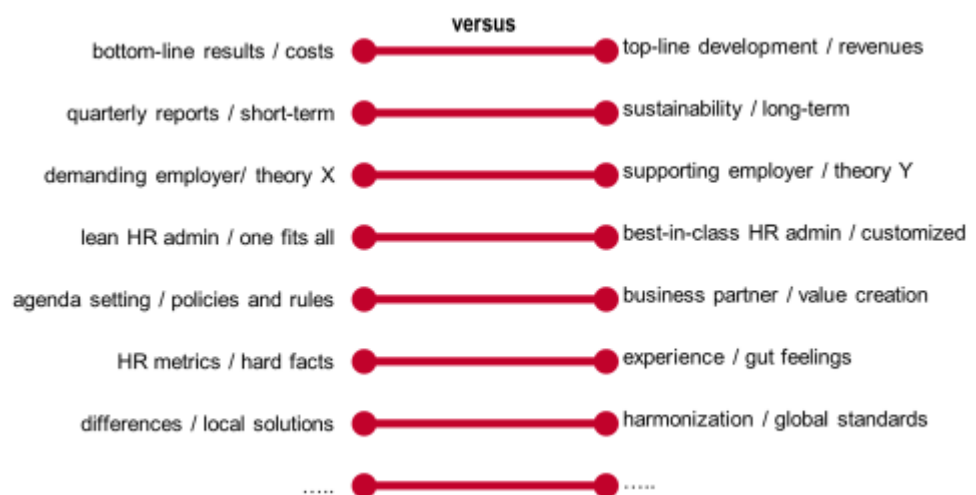 versus
bottom-line results / costs
top-line development / revenues
quarterly reports / short-term
sustainability / long-term
demanding employer/ theory X
supporting employer / theory Y
lean HR admin / one fits all
best-in-class HR admin / customized
agenda setting / policies and rules
business partner / value creation
HR metrics / hard facts
experience / gut feelings
differences / local solutions
harmonization / global standards
.....
.....